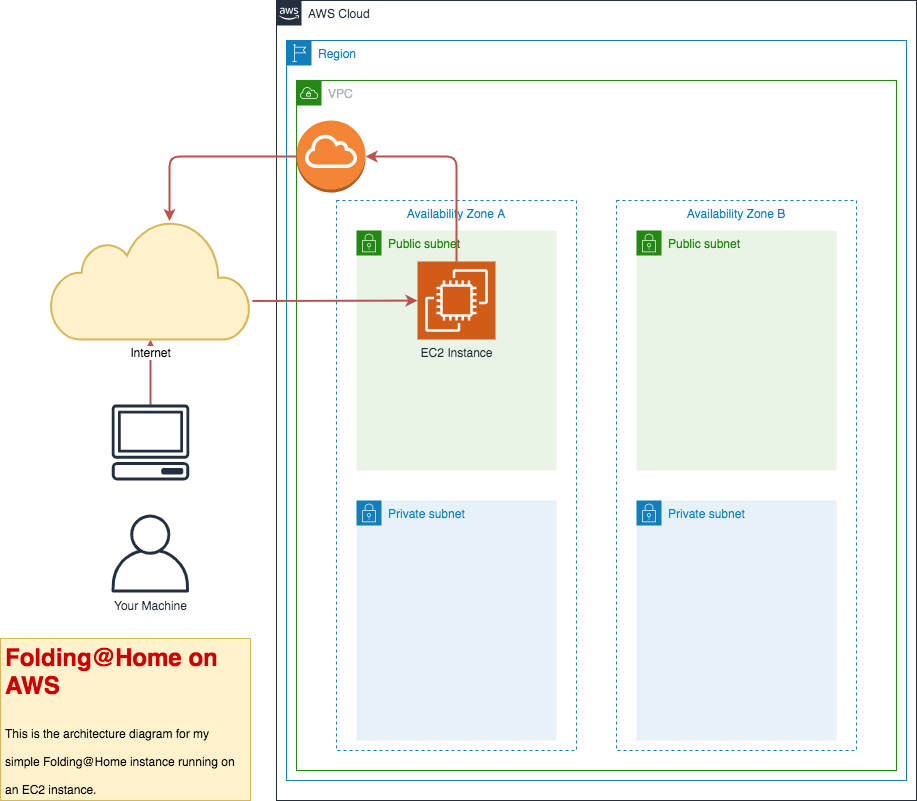 aws
AWS Cloud
Region
VPC
Availability Zone A
Availability Zone B
Public subnet
Public subnet
EC2 Instance
Internet
Private subnet
Private subnet
Your Machine
Folding@Home on
AWS
This is the architecture diagram for my
simple Folding@Home instance running on
an EC2 instance.